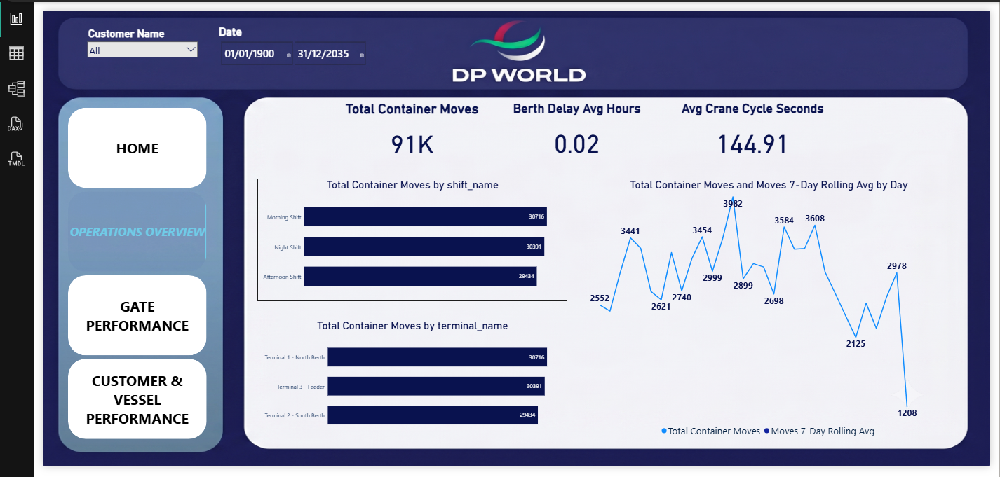 DAX
TMDL
Customer Name
All
Date
01/01/1900
31/12/2035
DP WORLD
HOME
OPERATIONS OVERVIEW
GATE
PERFORMANCE
CUSTOMER &
VESSEL
PERFORMANCE
Total Container Moves
91K
Berth Delay Avg Hours
0.02
Avg Crane Cycle Seconds
144.91
Total Container Moves by shift_name
Morning Shift 30716
Night Shift 30391
Afternoon Shift 29434
Total Container Moves by terminal_name
Terminal 1 - North Berth 30716
Terminal 3 - Feeder 30391
Terminal 2 - South Berth 29434
Total Container Moves and Moves 7-Day Rolling Avg by Day
2552
3441
2621
2740
3454
2999
3982
2899
2698
3584
3608
2125
2978
1208
Total Container Moves Moves 7-Day Rolling Avg